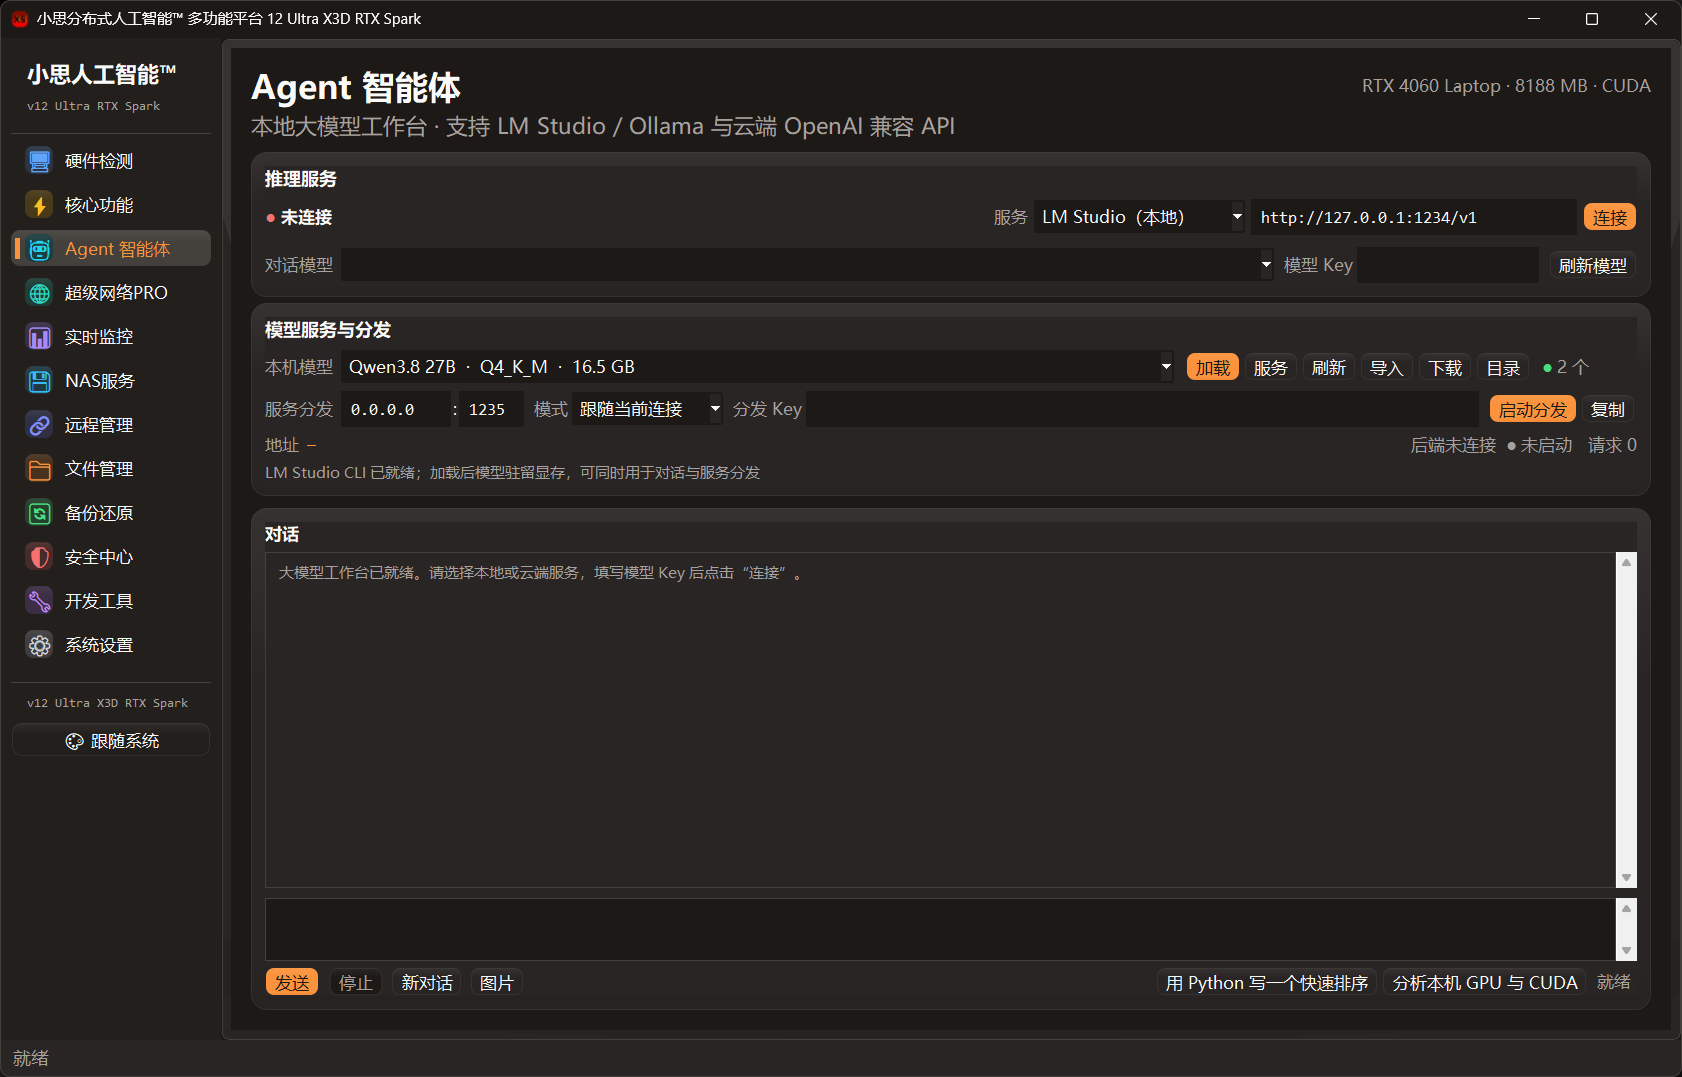 小思分布式人工智能™ 多功能平台 12 Ultra X3D RTX Spark
小思人工智能™
v12 Ultra RTX Spark
硬件检测
核心功能
Agent 智能体
超级网络PRO
实时监控
NAS服务
远程管理
文件管理
备份还原
安全中心
开发工具
系统设置
v12 Ultra X3D RTX Spark
跟随系统
Agent 智能体
RTX 4060 Laptop · 8188 MB · CUDA
本地大模型工作台 · 支持 LM Studio / Ollama 与云端 OpenAI 兼容 API
推理服务
● 未连接 服务 LM Studio（本地） http://127.0.0.1:1234/v1 连接
对话模型 模型 Key 刷新模型
模型服务与分发
本机模型 Qwen3.8 27B · Q4_K_M · 16.5 GB 加载 服务 刷新 导入 下载 目录 ● 2 个
服务分发 0.0.0.0 : 1235 模式 跟随当前连接 分发 Key 启动分发 复制
地址 – 后端未连接 ● 未启动 请求 0
LM Studio CLI 已就绪；加载后模型驻留显存，可同时用于对话与服务分发
对话
大模型工作台已就绪。请选择本地或云端服务，填写模型 Key 后点击“连接”。
发送 停止 新对话 图片 用 Python 写一个快速排序 分析本机 GPU 与 CUDA 就绪
就绪